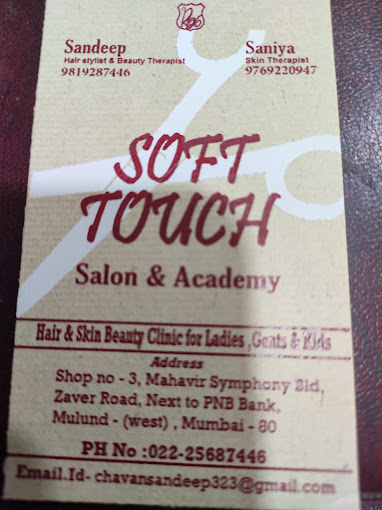 Sandeep
Hair stylist & Beauty Therapist
9819287446
Saniya
Skin Therapist
9769220947
SOFT
TOUCH
Salon & Academy
Hair & Skin Beauty Clinic for Ladies ,Gents & Kids
Address
Shop no - 3, Mahavir Symphony Bld,
Zaver Road, Next to PNB Bank,
Mulund - (west) , Mumbai - 80
PH No :022-25687446
Email.Id- chavansandeep323@gmail.com